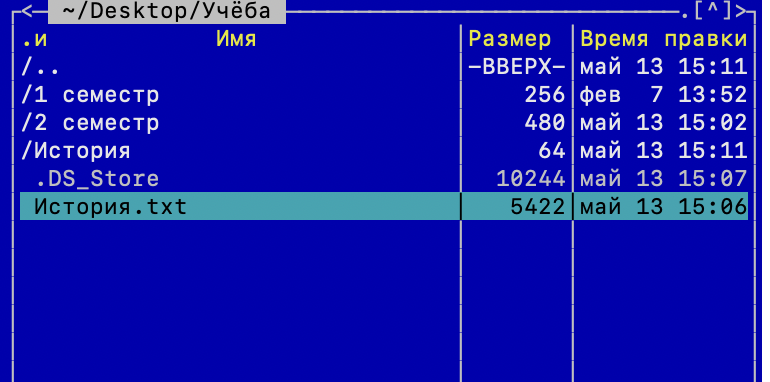 <─ ~/Desktop/Учёба ─.[^]>
.и Имя Размер Время правки
/.. –ВВЕРХ– май 13 15:11
/1 семестр 256 фев 7 13:52
/2 семестр 480 май 13 15:02
/История 64 май 13 15:11
.DS_Store 10244 май 13 15:07
История.txt 5422 май 13 15:06